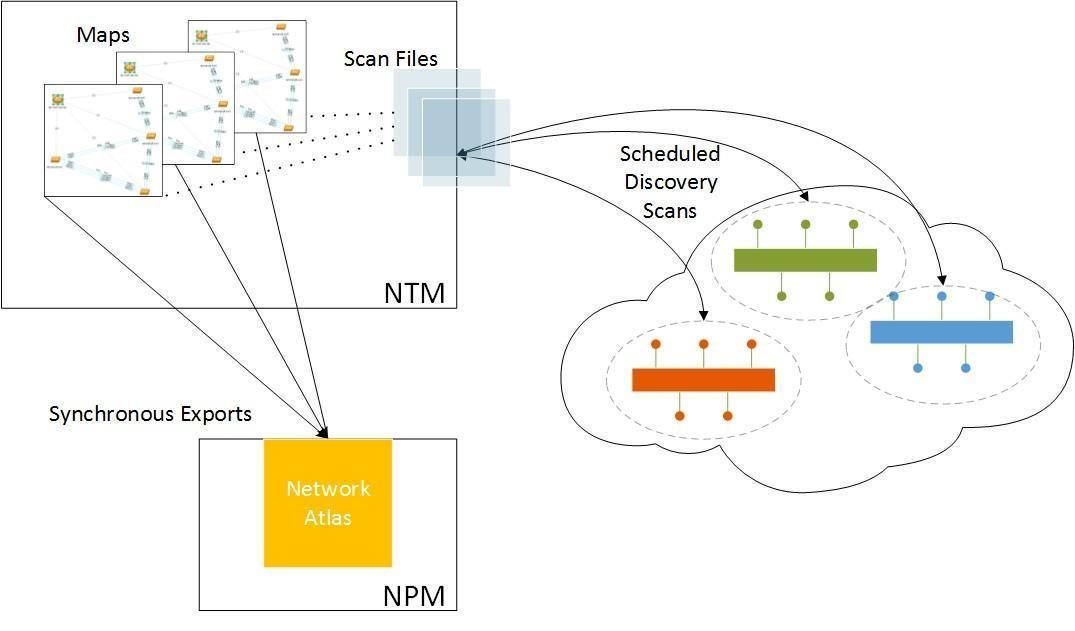 Maps
Scan Files
Scheduled
Discovery
Scans
NTM
Synchronous Exports
Network
Atlas
NPM